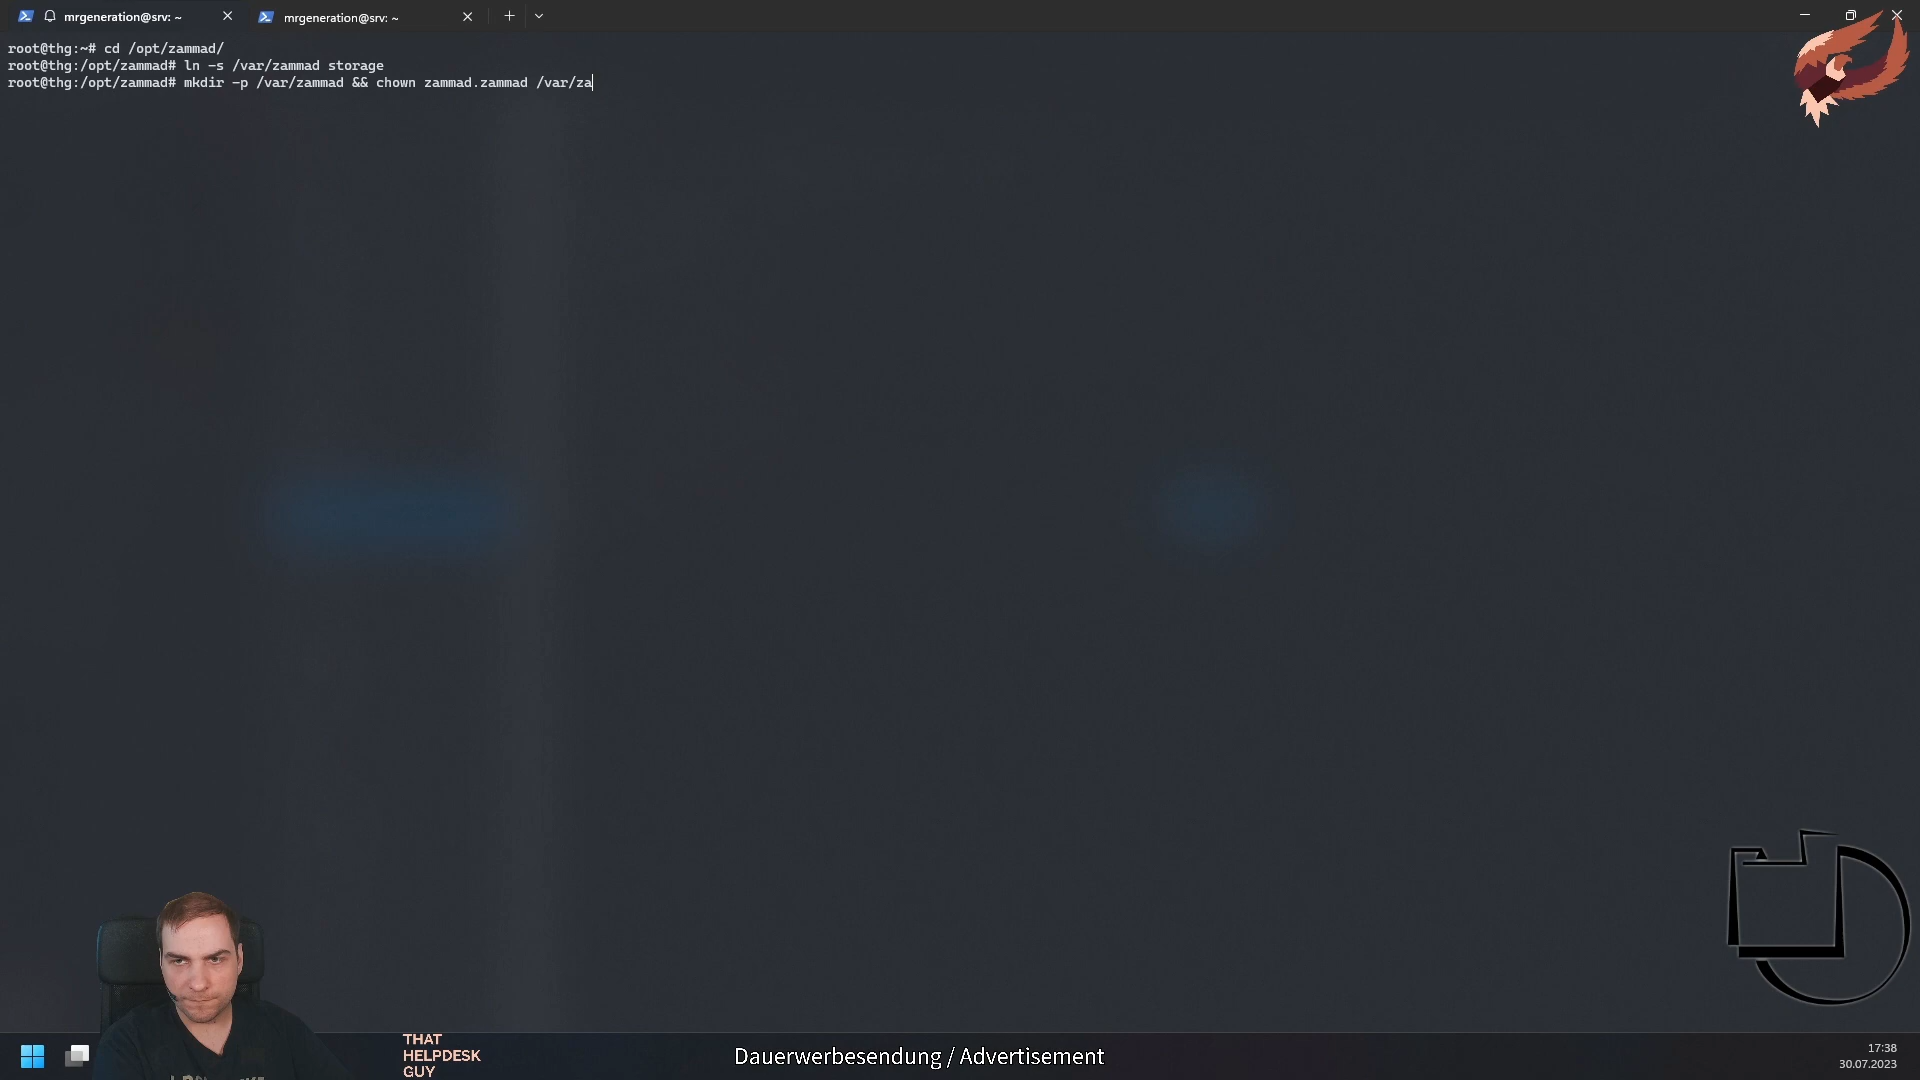 mrgeneration@srv: ~
mrgeneration@srv: ~
root@thg:~# cd /opt/zammad/
root@thg:/opt/zammad# ln -s /var/zammad storage
root@thg:/opt/zammad# mkdir -p /var/zammad && chown zammad.zammad /var/za
THAT
HELPDESK
GUY
Dauerwerbesendung / Advertisement
17:38
30.07.2023